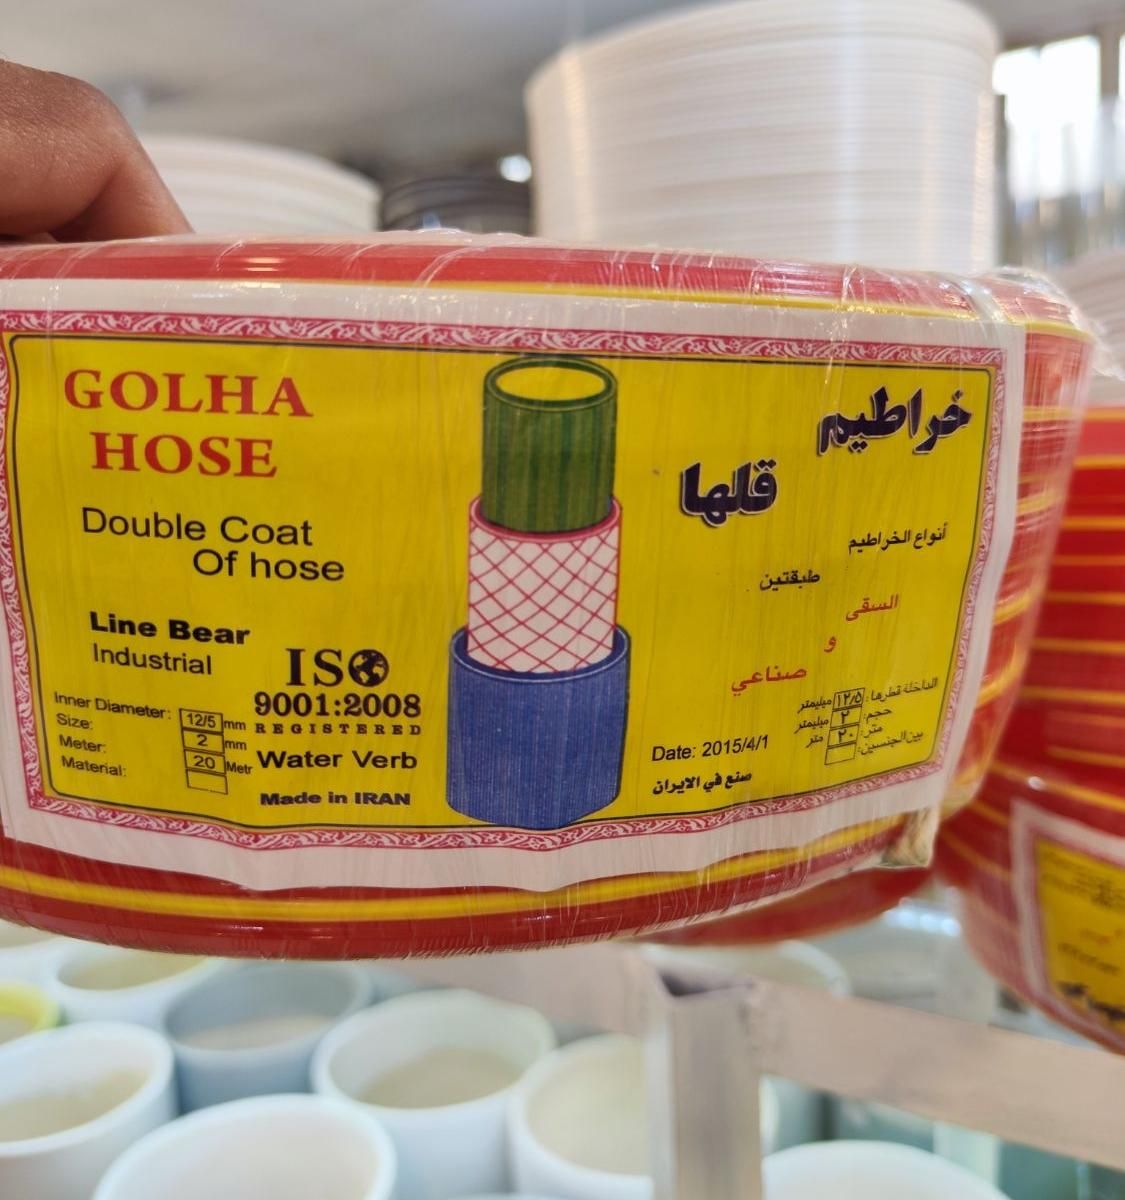 GOLHA
HOSE
Double Coat
Of hose
Line Bear
Industrial
ISO
9001:2008
REGISTERED
Water Verb
Made in IRAN
Inner Diameter: 12/5 mm
Size: 2 mm
Meter: 20 Metr
Material:
خراطيم
قلها
أنواع الخراطيم
طبقتين
السقى
و
صناعي
الداخلة قطرها: ١٢/٥ ميليمتر
حجم: ٢ ميليمتر
متر: ٢٠ متر
بين الجنسين:
Date: 2015/4/1
صنع في الايران